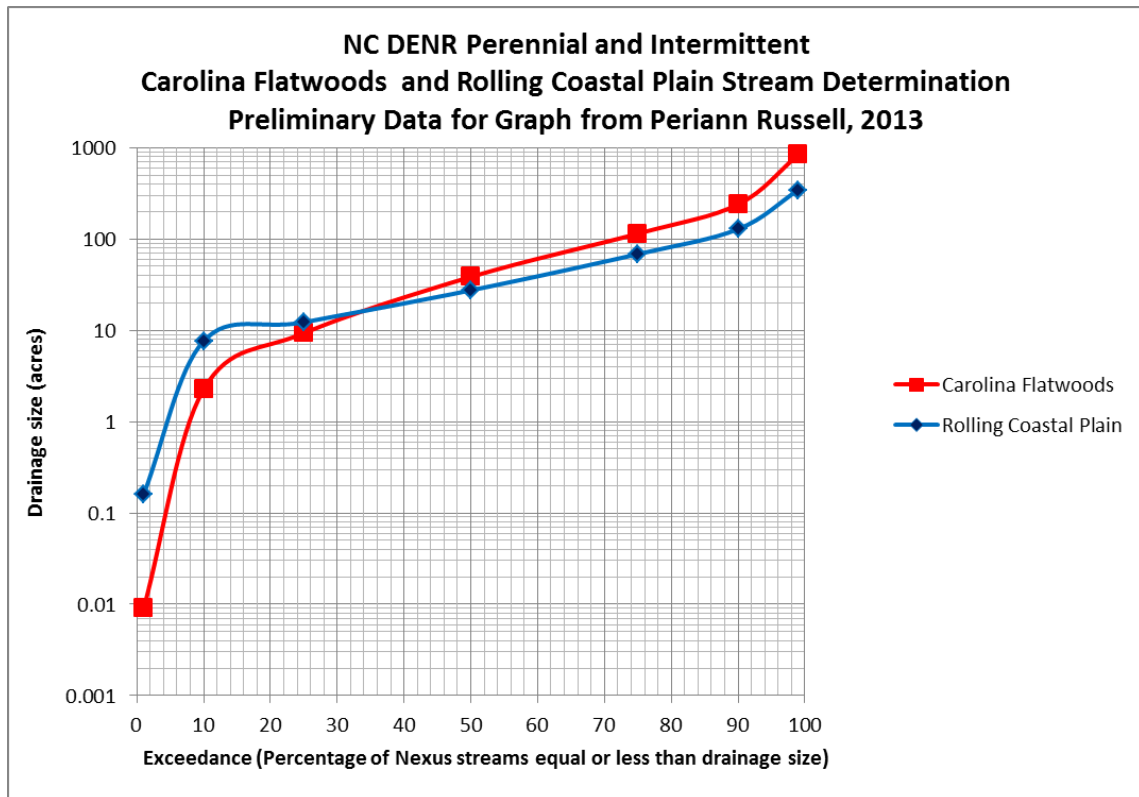 NC DENR Perennial and Intermittent
Carolina Flatwoods and Rolling Coastal Plain Stream Determination
Preliminary Data for Graph from Periann Russell, 2013
1000
100
10
1
0.1
0.01
0.001
Drainage size (acres)
0 10 20 30 40 50 60 70 80 90 100
Exceedance (Percentage of Nexus streams equal or less than drainage size)
Carolina Flatwoods
Rolling Coastal Plain